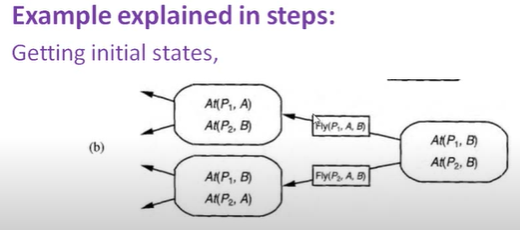 Example explained in steps:
Getting initial states,
At(P₁, A)
At(P₂, B)
Fly(P₁, A, B)
At(P₁, B)
At(P₂, B)
(b)
At(P₁, B)
At(P₂, A)
Fly(P₂, A, B)